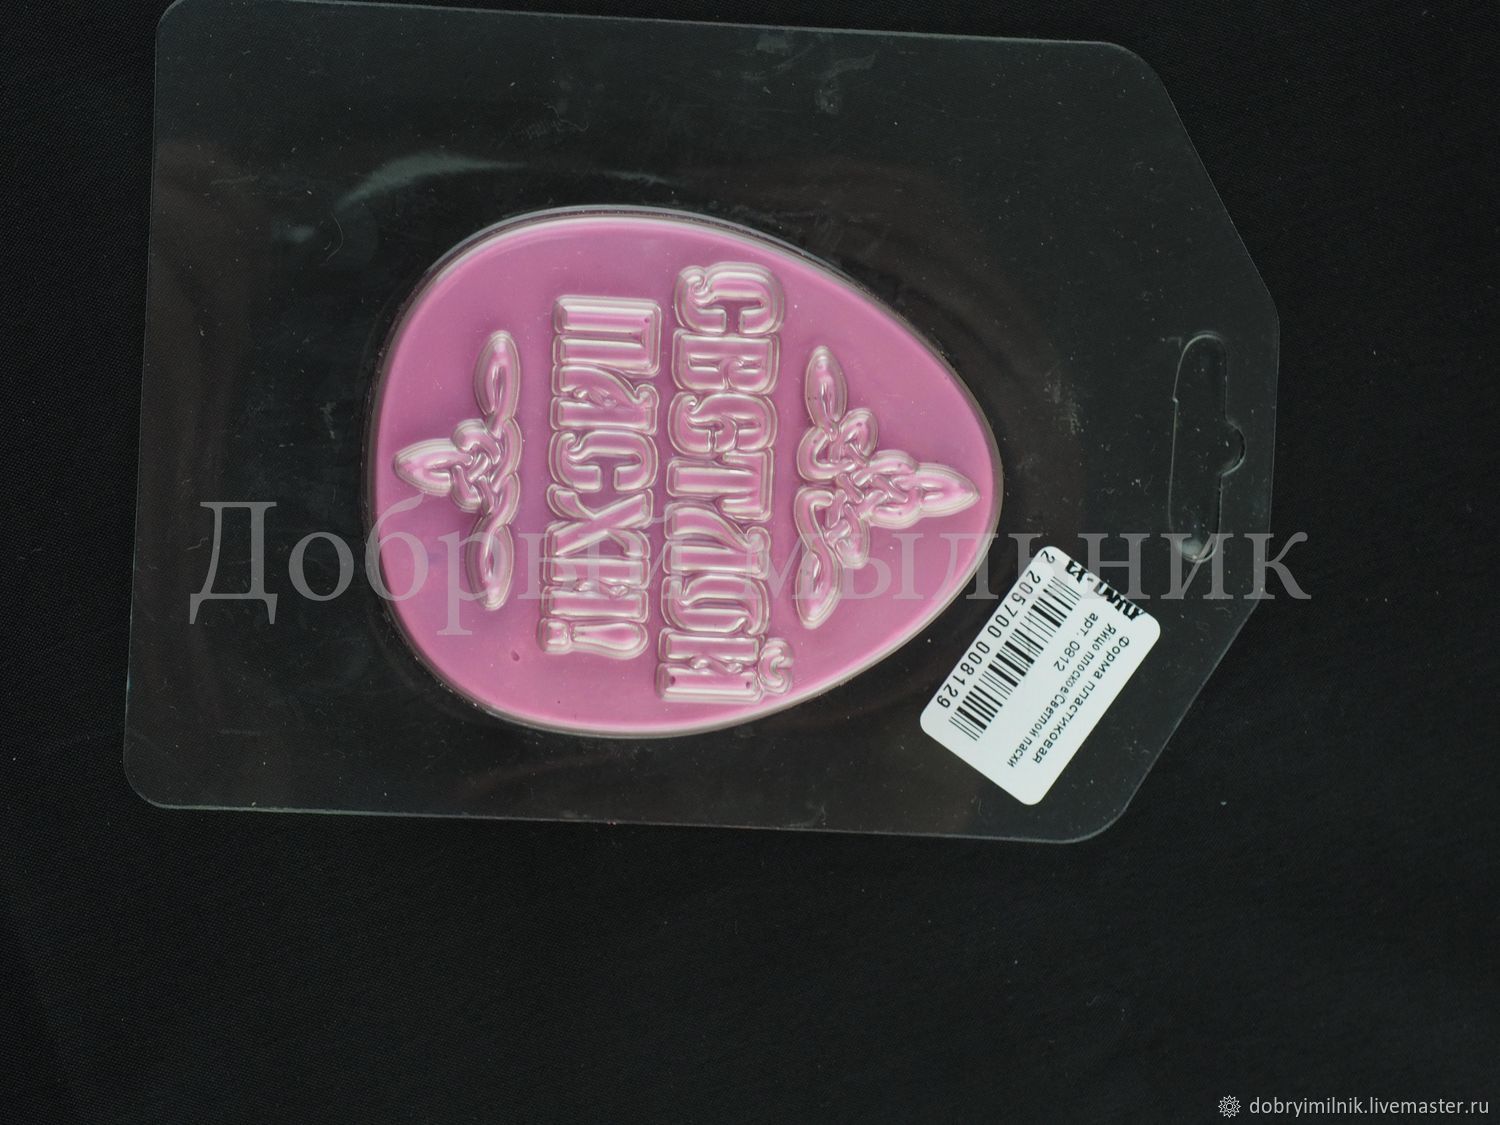 СВЕТЛОЙ
ПАСХИ!
Форма пластиковая
Яйцо плоское Светлой пасхи
арт. 0812
2 205700 008129
Добрый мыльник
dobryimilnik.livemaster.ru